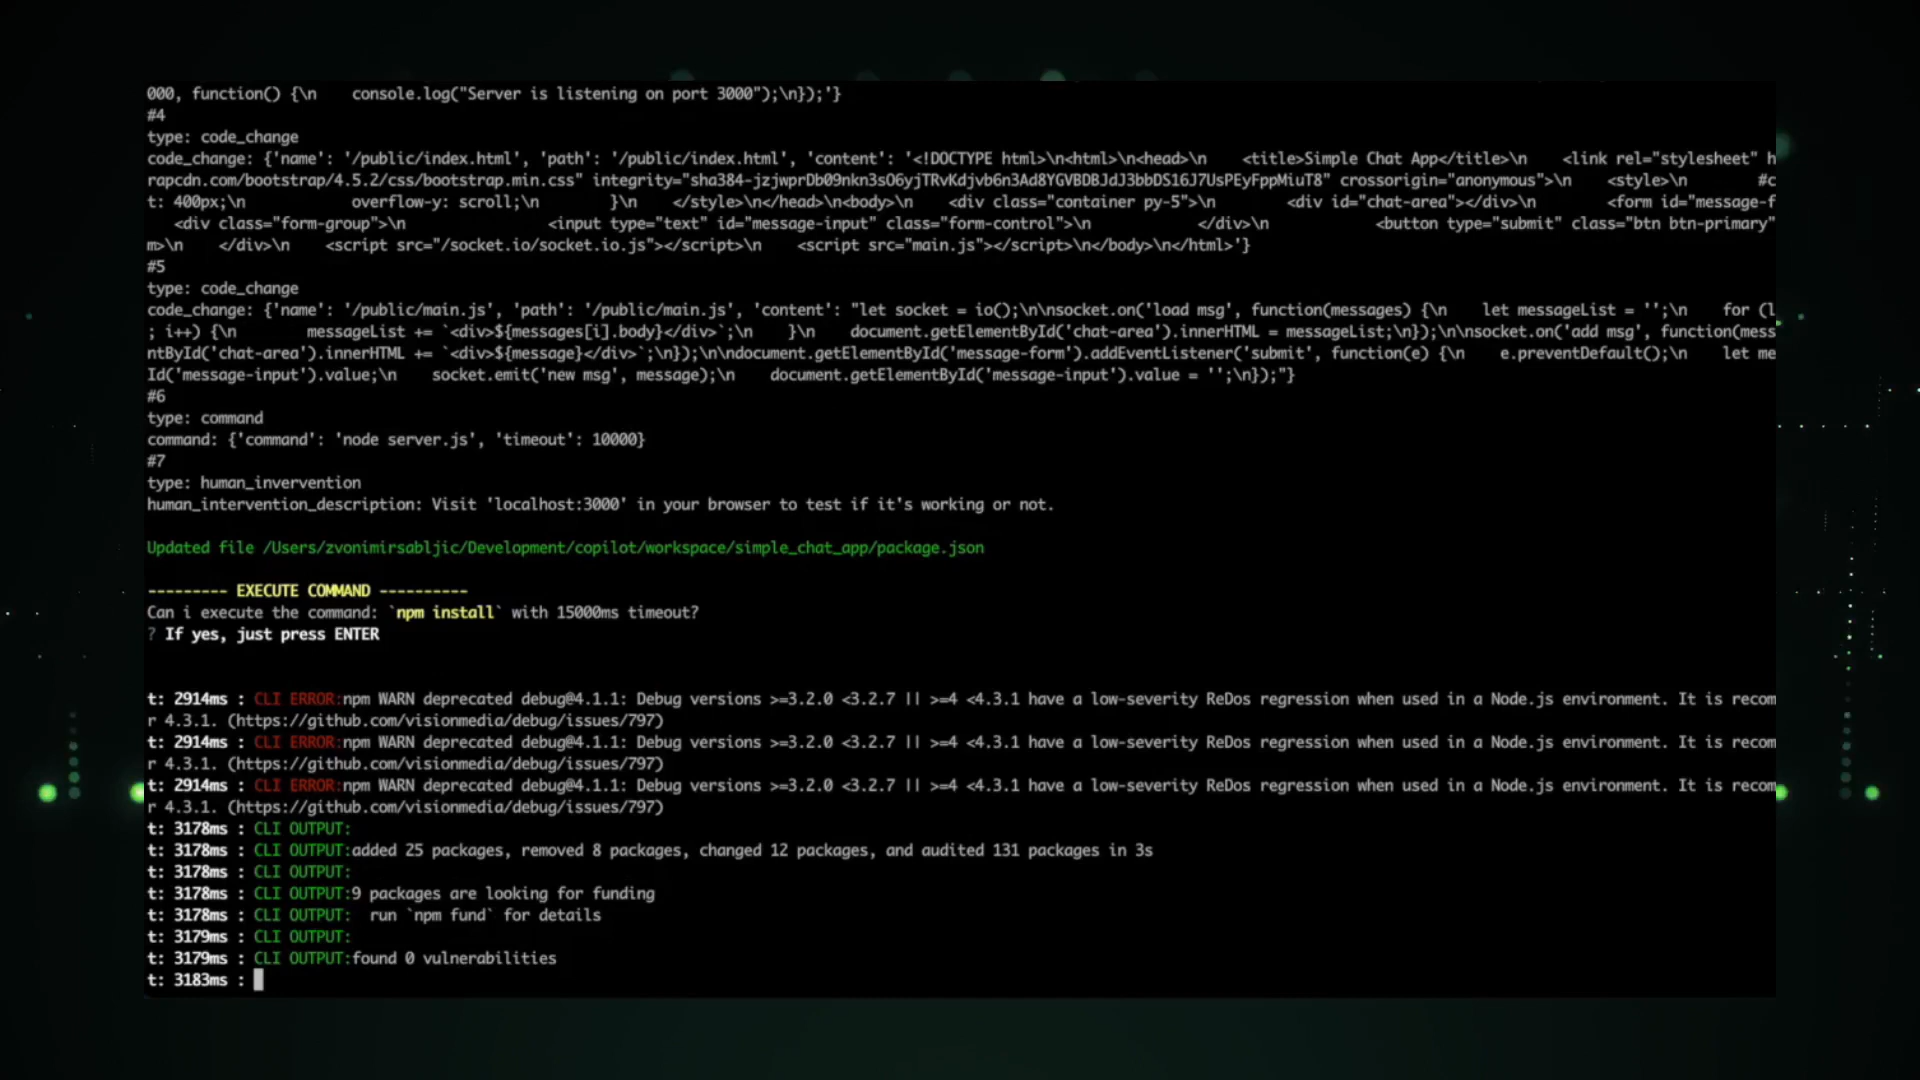 000, function() {\n    console.log("Server is listening on port 3000");\n});'}
#4
type: code_change
code_change: {'name': '/public/index.html', 'path': '/public/index.html', 'content': '<!DOCTYPE html>\n<html>\n<head>\n    <title>Simple Chat App</title>\n    <link rel="stylesheet" h
rapcdn.com/bootstrap/4.5.2/css/bootstrap.min.css" integrity="sha384-jzjwprDb09nkn3sO6yjTRvKdjvb6n3Ad8YGVBDBJdJ3bbDS16J7UsPEyFppMiuT8" crossorigin="anonymous">\n    <style>\n        #c
t: 400px;\n            overflow-y: scroll;\n        }\n    </style>\n</head>\n<body>\n    <div class="container py-5">\n        <div id="chat-area"></div>\n        <form id="message-f
<div class="form-group">\n                <input type="text" id="message-input" class="form-control">\n            </div>\n            <button type="submit" class="btn btn-primary"
m>\n    </div>\n    <script src="/socket.io/socket.io.js"></script>\n    <script src="main.js"></script>\n</body>\n</html>'}
#5
type: code_change
code_change: {'name': '/public/main.js', 'path': '/public/main.js', 'content': "let socket = io();\n\nsocket.on('load msg', function(messages) {\n    let messageList = '';\n    for (l
; i++) {\n        messageList += `<div>${messages[i].body}</div>`;\n    }\n    document.getElementById('chat-area').innerHTML = messageList;\n});\n\nsocket.on('add msg', function(mess
ntById('chat-area').innerHTML += `<div>${message}</div>`;\n});\n\ndocument.getElementById('message-form').addEventListener('submit', function(e) {\n    e.preventDefault();\n    let me
Id('message-input').value;\n    socket.emit('new msg', message);\n    document.getElementById('message-input').value = '';\n});"}
#6
type: command
command: {'command': 'node server.js', 'timeout': 10000}
#7
type: human_invervention
human_intervention_description: Visit 'localhost:3000' in your browser to test if it's working or not.
Updated file /Users/zvonimirsabljic/Development/copilot/workspace/simple_chat_app/package.json
--------- EXECUTE COMMAND ----------
Can i execute the command: `npm install` with 15000ms timeout?
? If yes, just press ENTER
t: 2914ms : CLI ERROR:npm WARN deprecated debug@4.1.1: Debug versions >=3.2.0 <3.2.7 || >=4 <4.3.1 have a low-severity ReDos regression when used in a Node.js environment. It is recom
r 4.3.1. (https://github.com/visionmedia/debug/issues/797)
t: 2914ms : CLI ERROR:npm WARN deprecated debug@4.1.1: Debug versions >=3.2.0 <3.2.7 || >=4 <4.3.1 have a low-severity ReDos regression when used in a Node.js environment. It is recom
r 4.3.1. (https://github.com/visionmedia/debug/issues/797)
t: 2914ms : CLI ERROR:npm WARN deprecated debug@4.1.1: Debug versions >=3.2.0 <3.2.7 || >=4 <4.3.1 have a low-severity ReDos regression when used in a Node.js environment. It is recom
r 4.3.1. (https://github.com/visionmedia/debug/issues/797)
t: 3178ms : CLI OUTPUT:
t: 3178ms : CLI OUTPUT:added 25 packages, removed 8 packages, changed 12 packages, and audited 131 packages in 3s
t: 3178ms : CLI OUTPUT:
t: 3178ms : CLI OUTPUT:9 packages are looking for funding
t: 3178ms : CLI OUTPUT:  run `npm fund` for details
t: 3179ms : CLI OUTPUT:
t: 3179ms : CLI OUTPUT:found 0 vulnerabilities
t: 3183ms :